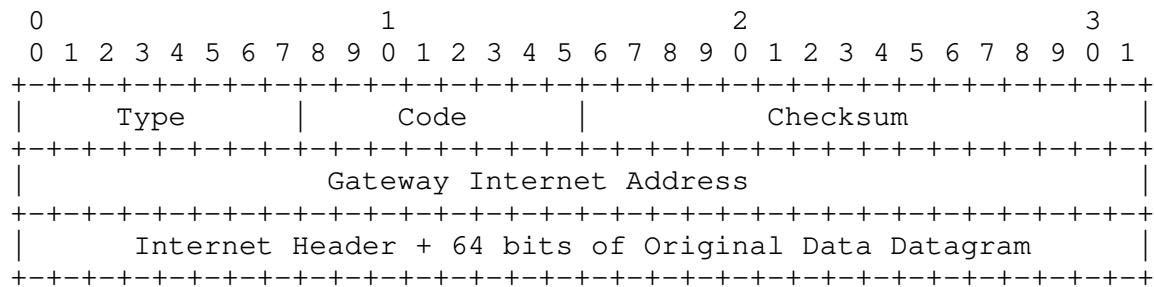 0 1 2 3
0 1 2 3 4 5 6 7 8 9 0 1 2 3 4 5 6 7 8 9 0 1 2 3 4 5 6 7 8 9 0 1
+-+-+-+-+-+-+-+-+-+-+-+-+-+-+-+-+-+-+-+-+-+-+-+-+-+-+-+-+-+-+-+-+
| Type | Code | Checksum |
+-+-+-+-+-+-+-+-+-+-+-+-+-+-+-+-+-+-+-+-+-+-+-+-+-+-+-+-+-+-+-+-+
| Gateway Internet Address |
+-+-+-+-+-+-+-+-+-+-+-+-+-+-+-+-+-+-+-+-+-+-+-+-+-+-+-+-+-+-+-+-+
| Internet Header + 64 bits of Original Data Datagram |
+-+-+-+-+-+-+-+-+-+-+-+-+-+-+-+-+-+-+-+-+-+-+-+-+-+-+-+-+-+-+-+-+